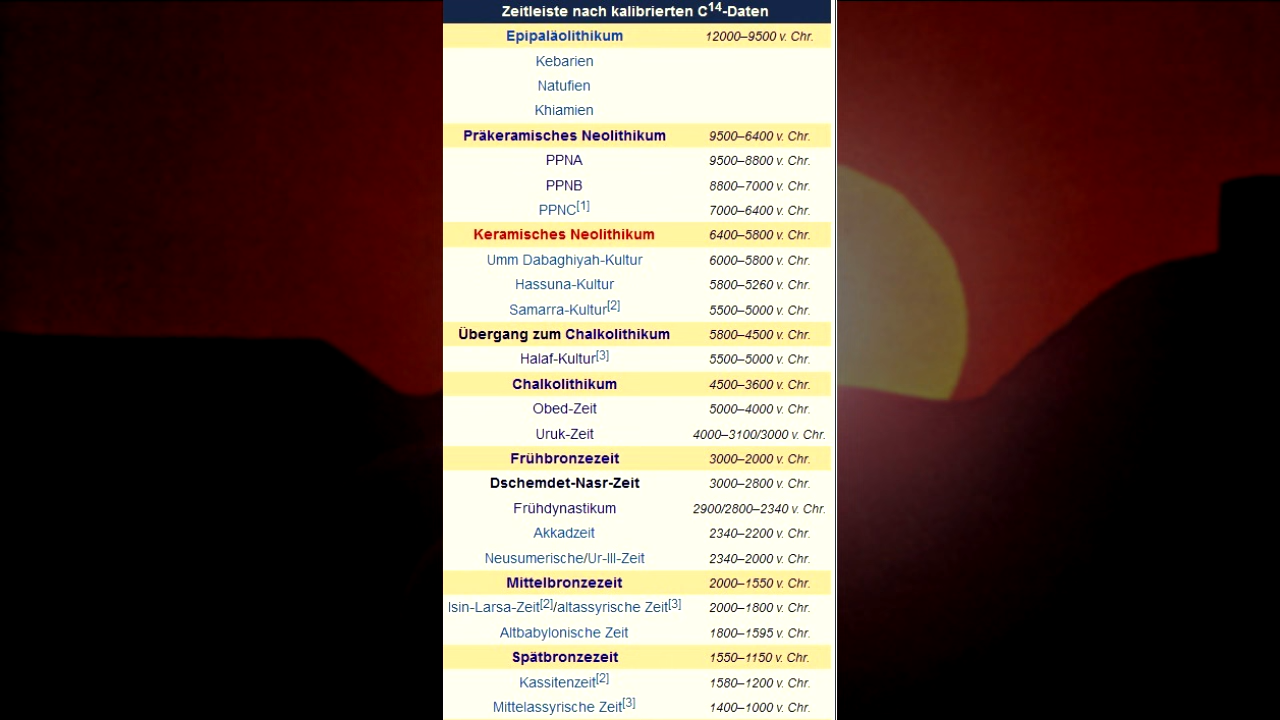 Zeitleiste nach kalibrierten C14-Daten
Epipaläolithikum 12000–9500 v. Chr.
Kebarien
Natufien
Khiamien
Präkeramisches Neolithikum 9500–6400 v. Chr.
PPNA 9500–8800 v. Chr.
PPNB 8800–7000 v. Chr.
PPNC[1] 7000–6400 v. Chr.
Keramisches Neolithikum 6400–5800 v. Chr.
Umm Dabaghiyah-Kultur 6000–5800 v. Chr.
Hassuna-Kultur 5800–5260 v. Chr.
Samarra-Kultur[2] 5500–5000 v. Chr.
Übergang zum Chalkolithikum 5800–4500 v. Chr.
Halaf-Kultur[3] 5500–5000 v. Chr.
Chalkolithikum 4500–3600 v. Chr.
Obed-Zeit 5000–4000 v. Chr.
Uruk-Zeit 4000–3100/3000 v. Chr.
Frühbronzezeit 3000–2000 v. Chr.
Dschemdet-Nasr-Zeit 3000–2800 v. Chr.
Frühdynastikum 2900/2800–2340 v. Chr.
Akkadzeit 2340–2200 v. Chr.
Neusumerische/Ur-III-Zeit 2340–2000 v. Chr.
Mittelbronzezeit 2000–1550 v. Chr.
Isin-Larsa-Zeit[2]/altassyrische Zeit[3] 2000–1800 v. Chr.
Altbabylonische Zeit 1800–1595 v. Chr.
Spätbronzezeit 1550–1150 v. Chr.
Kassitenzeit[2] 1580–1200 v. Chr.
Mittelassyrische Zeit[3] 1400–1000 v. Chr.